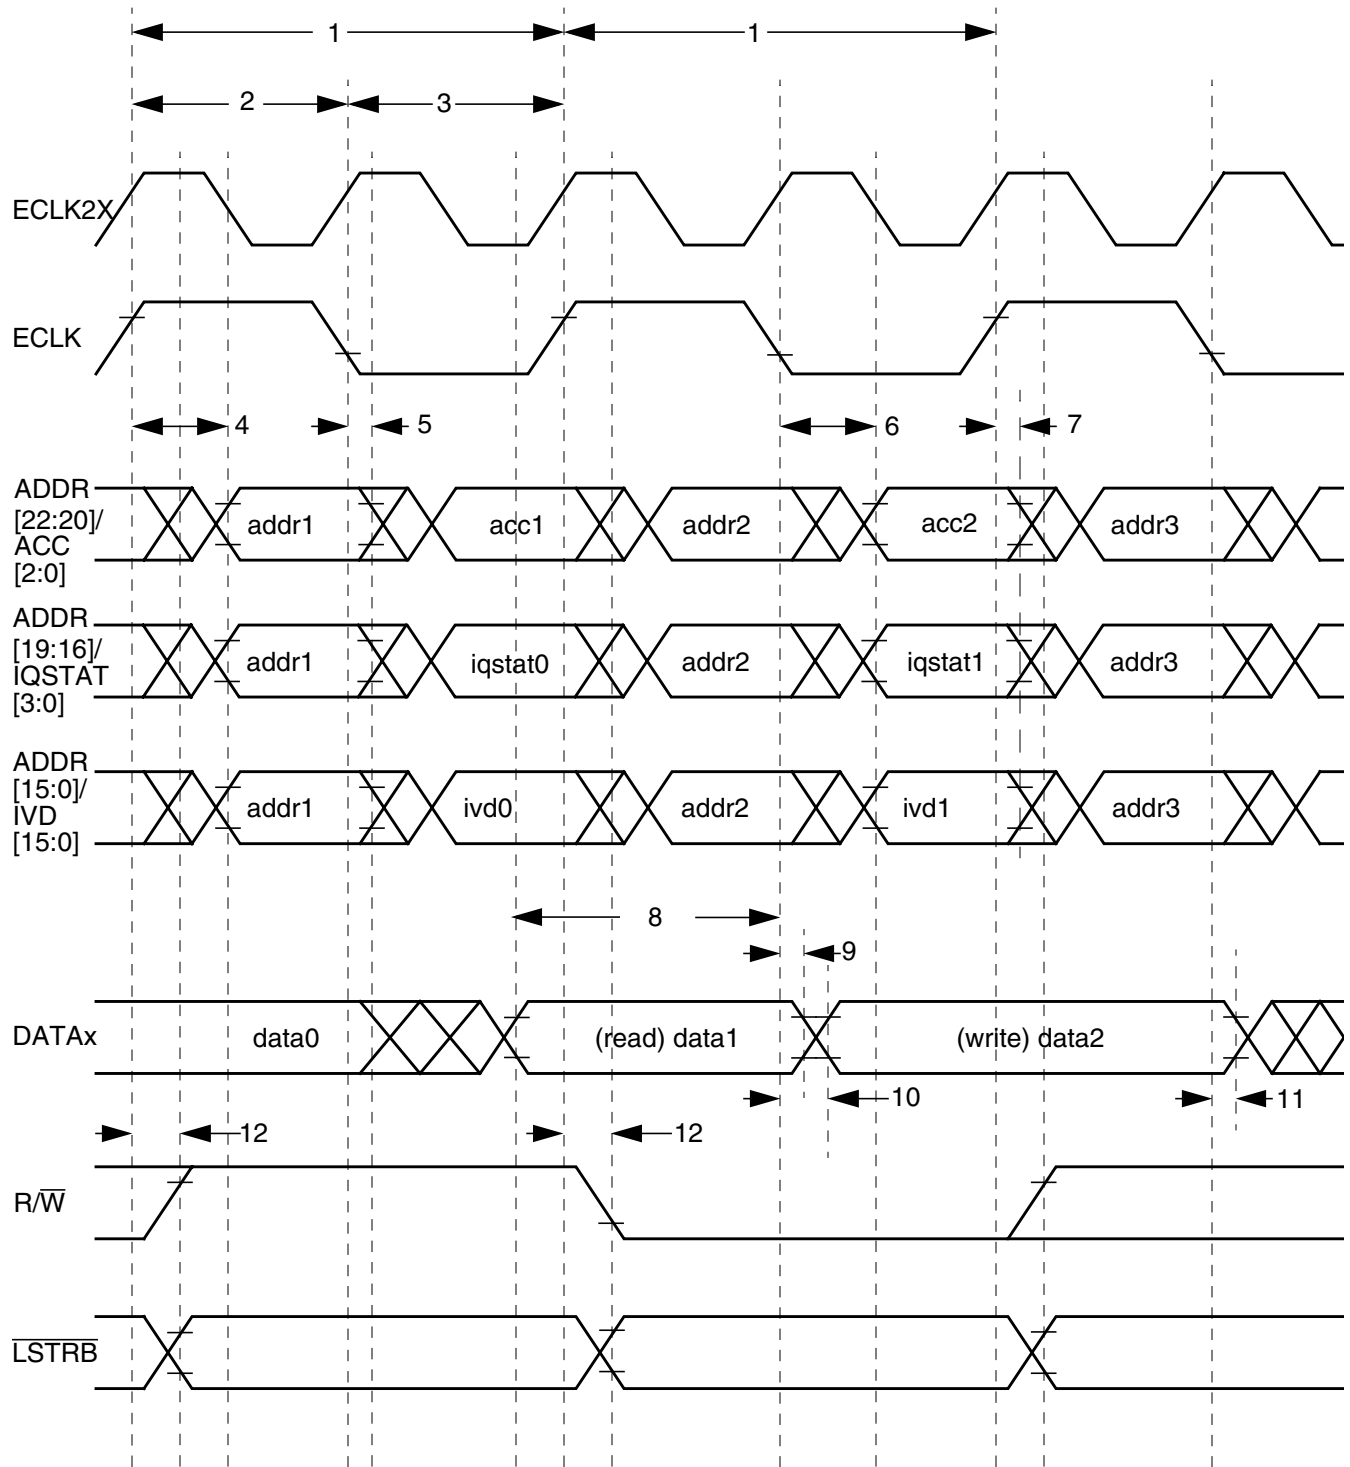 1 1
2 3
ECLK2X
ECLK
4 5 6 7
ADDR
[22:20]/
ACC
[2:0]
addr1 acc1 addr2 acc2 addr3
ADDR
[19:16]/
IQSTAT
[3:0]
addr1 iqstat0 addr2 iqstat1 addr3
ADDR
[15:0]/
IVD
[15:0]
addr1 ivd0 addr2 ivd1 addr3
8
9
DATAx data0 (read) data1 (write) data2
10 11
12 12
R/W̅
L̅S̅T̅R̅B̅